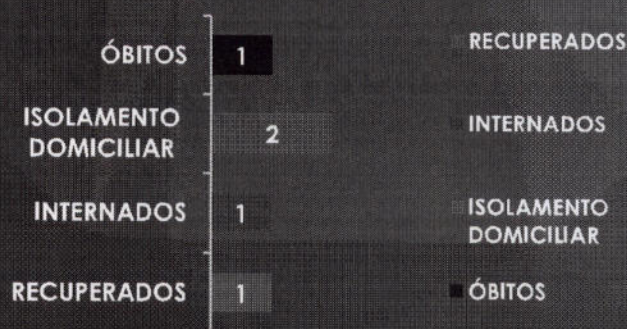 ÓBITOS 1
ISOLAMENTO
DOMICILIAR
2
INTERNADOS 1
RECUPERADOS 1
RECUPERADOS
INTERNADOS
ISOLAMENTO
DOMICILIAR
ÓBITOS